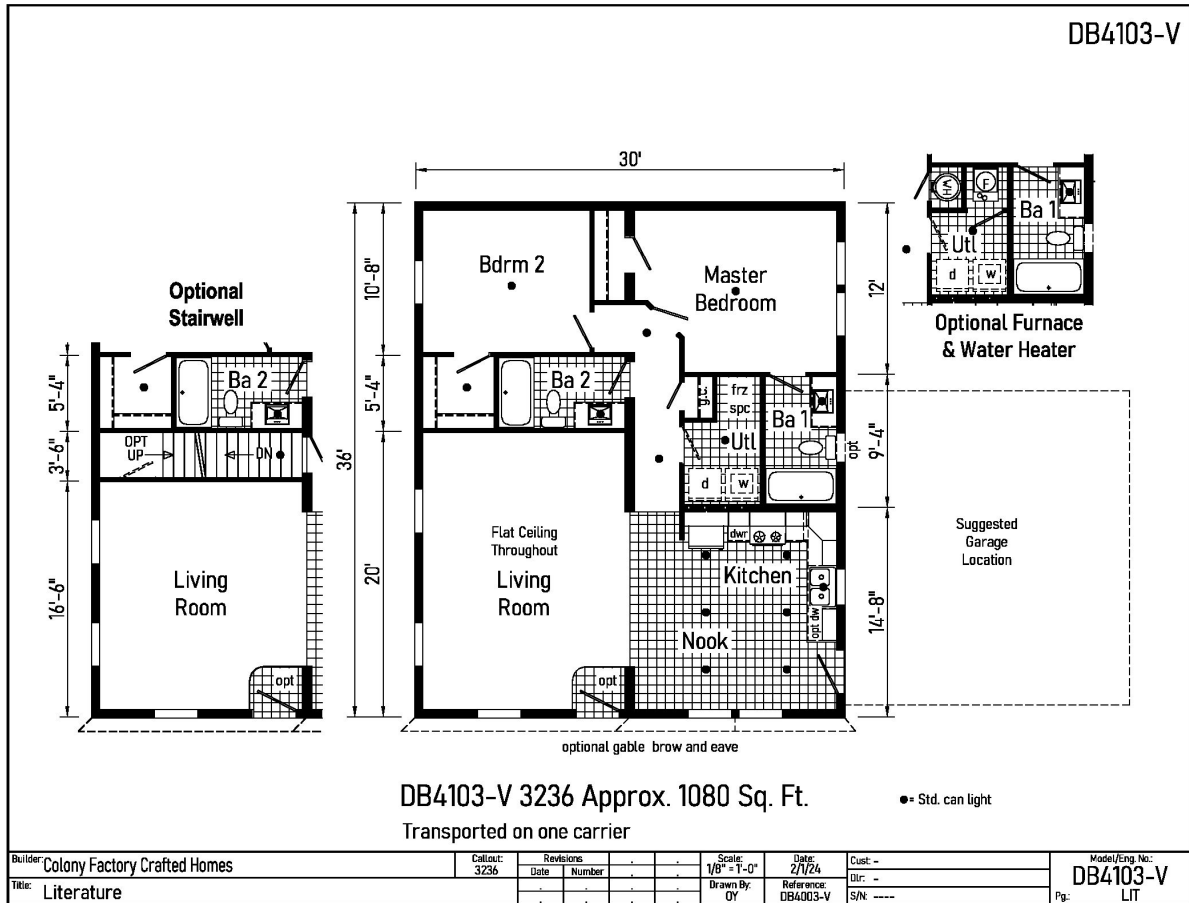 DB4103-V
30'
36'
10'-8"
5'-4"
20'
12'
9'-4"
14'-8"
Bdrm 2
Master
Bedroom
Ba 2
frz
spc
Utl
d
w
Ba 1
opt
Flat Ceiling
Throughout
Living
Room
opt
dwr
Kitchen
opt dw
Nook
optional gable brow and eave
Suggested
Garage
Location
Optional
Stairwell
5'-4"
3'-6"
16'-6"
Ba 2
OPT
UP
DN
Living
Room
opt
WH
F
Ba 1
Utl
d
w
Optional Furnace
& Water Heater
DB4103-V 3236 Approx. 1080 Sq. Ft.
Transported on one carrier
= Std. can light
Builder: Colony Factory Crafted Homes
Title: Literature
Callout:
3236
Revisions
Date Number
Scale:
1/8" = 1'-0"
Drawn By:
OY
Date:
2/1/24
Reference:
DB4003-V
Cust: -
Dlr: -
S/N: ----
Model/Eng. No.:
DB4103-V
Pg.: LIT